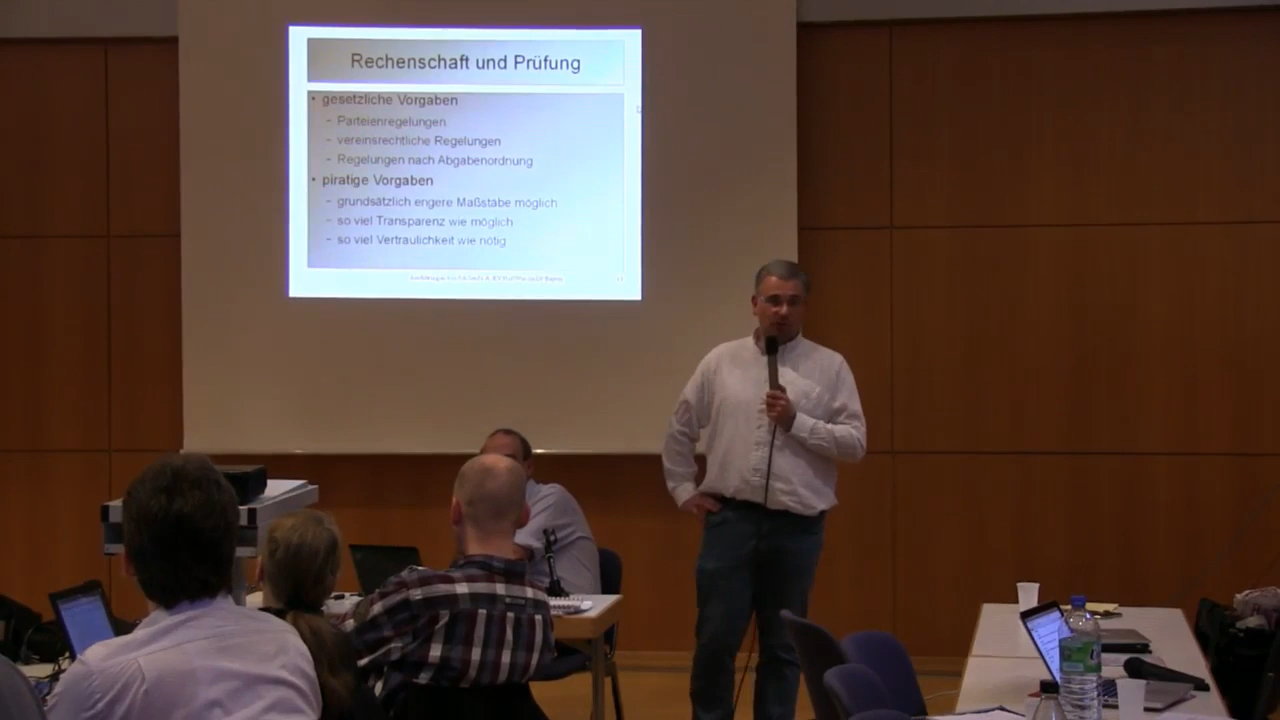 Rechenschaft und Prüfung
• gesetzliche Vorgaben
– Parteienregelungen
– vereinsrechtliche Regelungen
– Regelungen nach Abgabenordnung
• piratige Vorgaben
– grundsätzlich engere Maßstäbe möglich
– so viel Transparenz wie möglich
– so viel Vertraulichkeit wie nötig